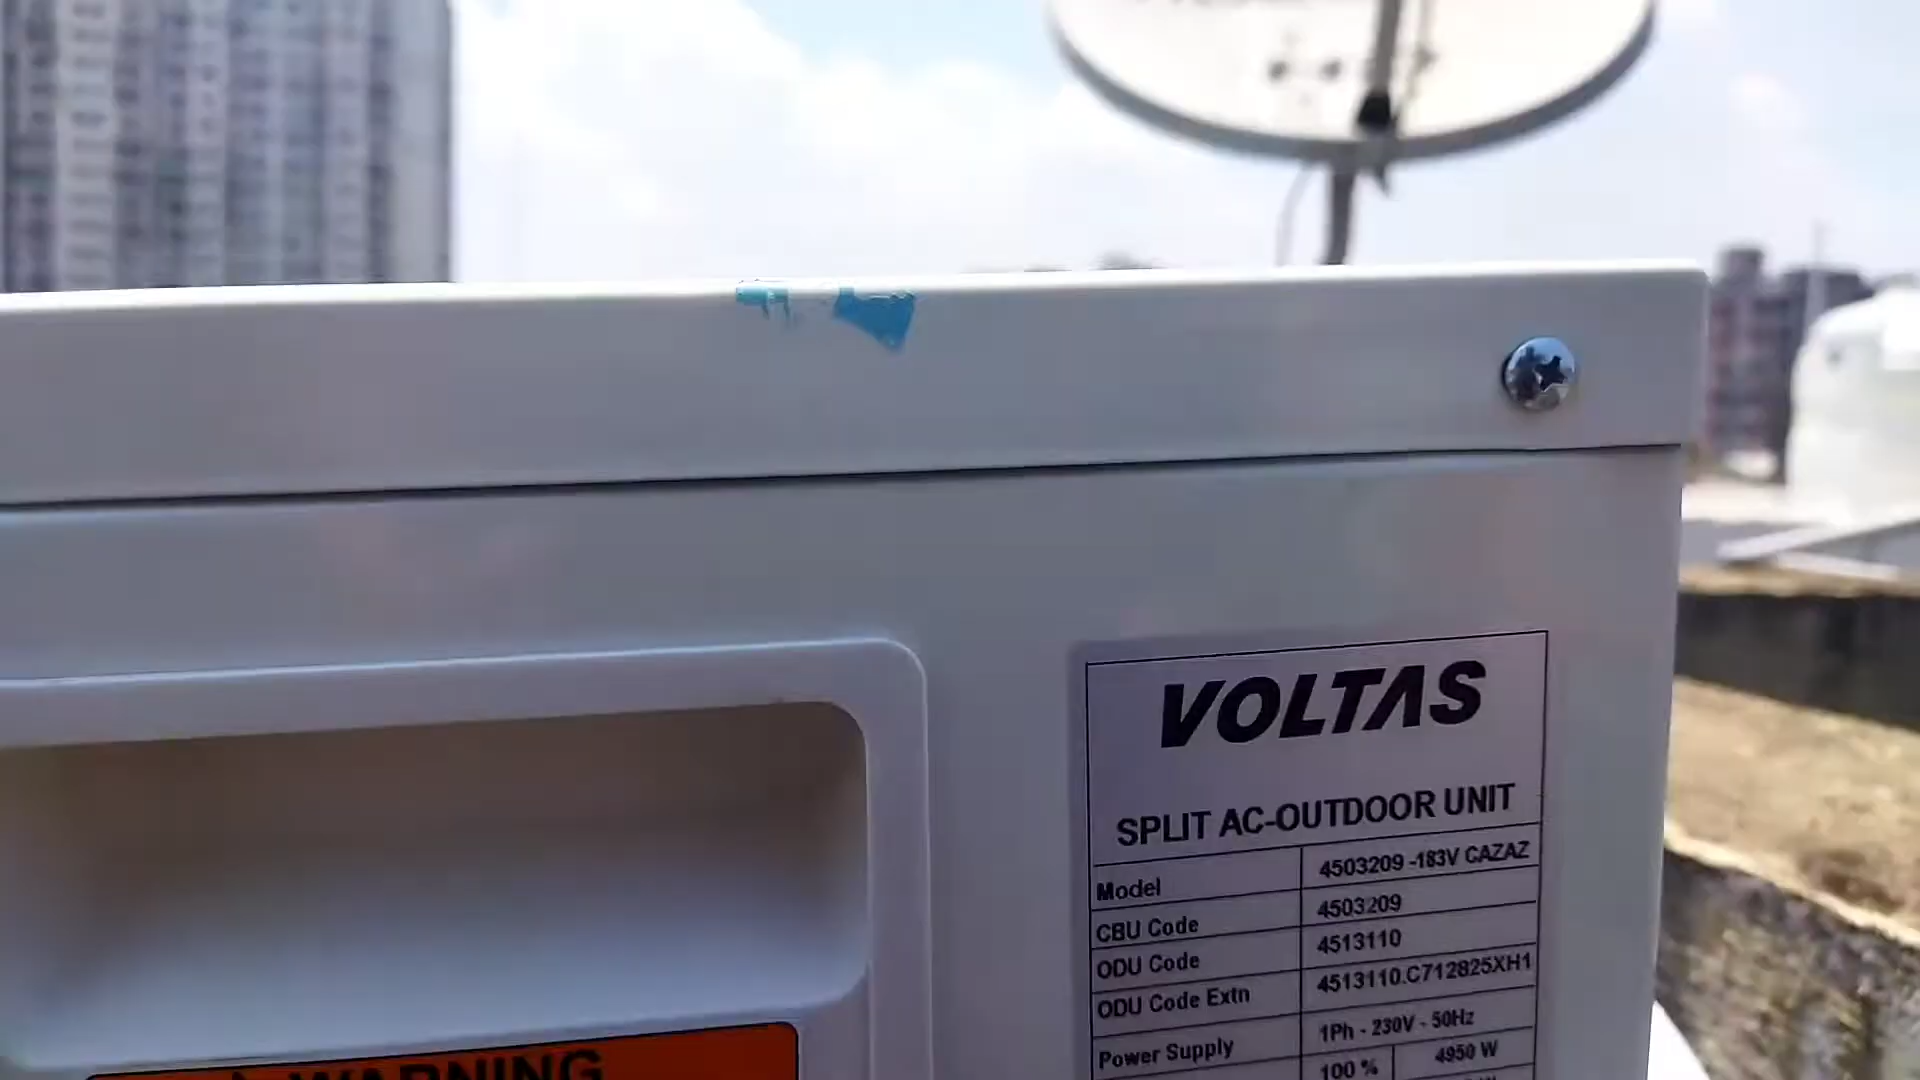 VOLTAS
SPLIT AC-OUTDOOR UNIT
Model 4503209 -183V CAZAZ
CBU Code 4503209
ODU Code 4513110
ODU Code Extn 4513110.C712825XH1
Power Supply 1Ph - 230V - 50Hz
100 % 4950 W
WARNING